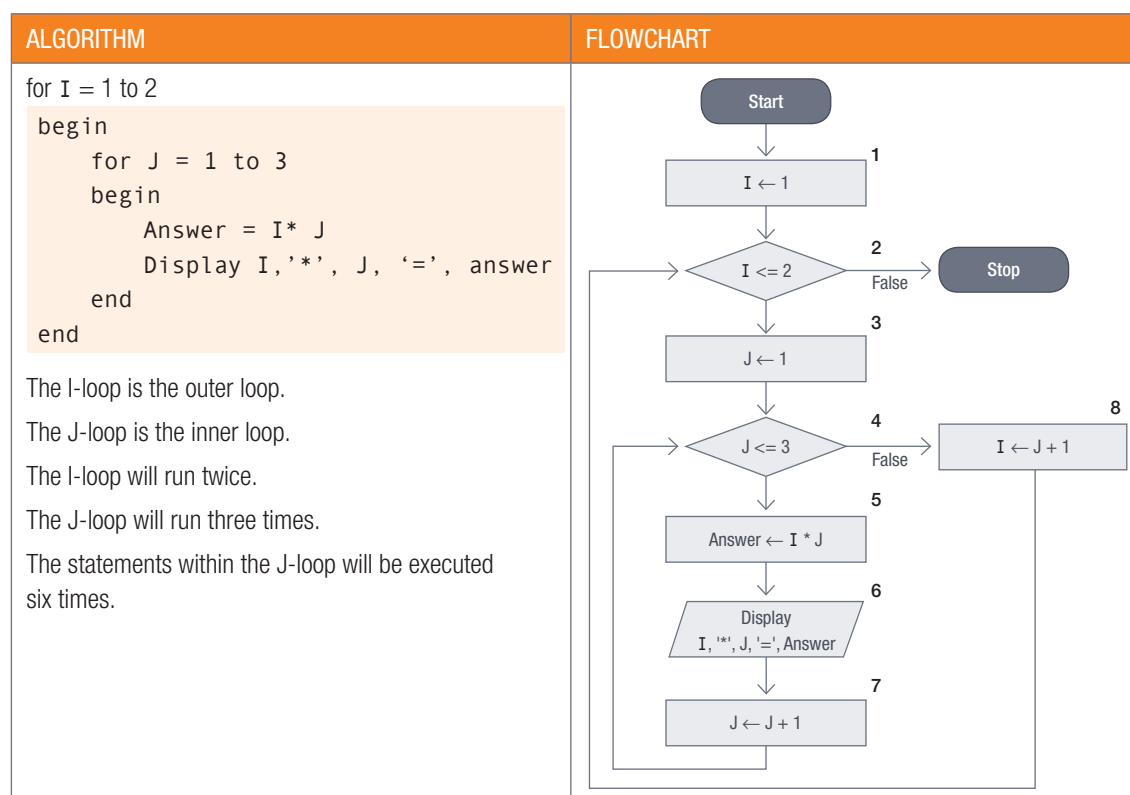 ALGORITHM
for I = 1 to 2
begin
for J = 1 to 3
begin
Answer = I* J
Display I,'*', J, ‘=’, answer
end
end
The I-loop is the outer loop.
The J-loop is the inner loop.
The I-loop will run twice.
The J-loop will run three times.
The statements within the J-loop will be executed
six times.
FLOWCHART
Start
1
I ← 1
2
I <= 2
False
Stop
3
J ← 1
4
J <= 3
False
8
I ← J + 1
5
Answer ← I * J
6
Display
I, '*', J, '=', Answer
7
J ← J + 1